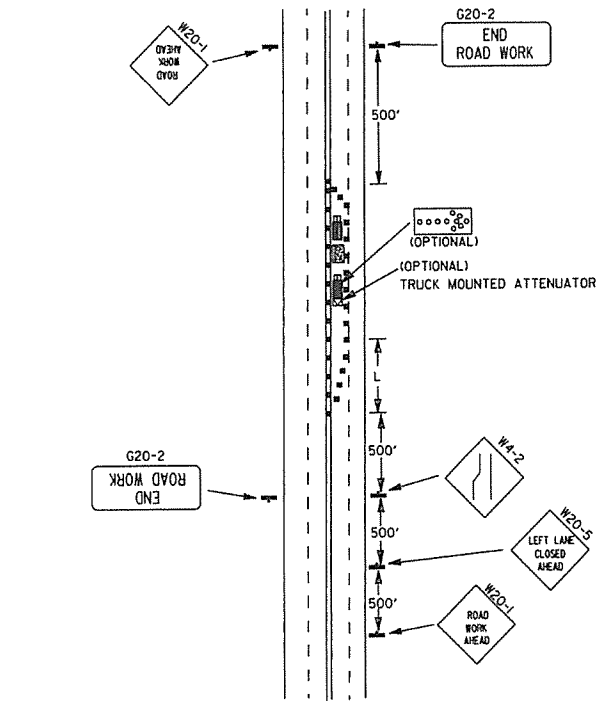 G20-2
END
ROAD WORK
W20-1
ROAD
WORK
AHEAD
500'
(OPTIONAL)
(OPTIONAL)
TRUCK MOUNTED ATTENUATOR
L
500'
W4-2
G20-2
END
ROAD WORK
500'
W20-5
LEFT LANE
CLOSED
AHEAD
500'
W20-1
ROAD
WORK
AHEAD